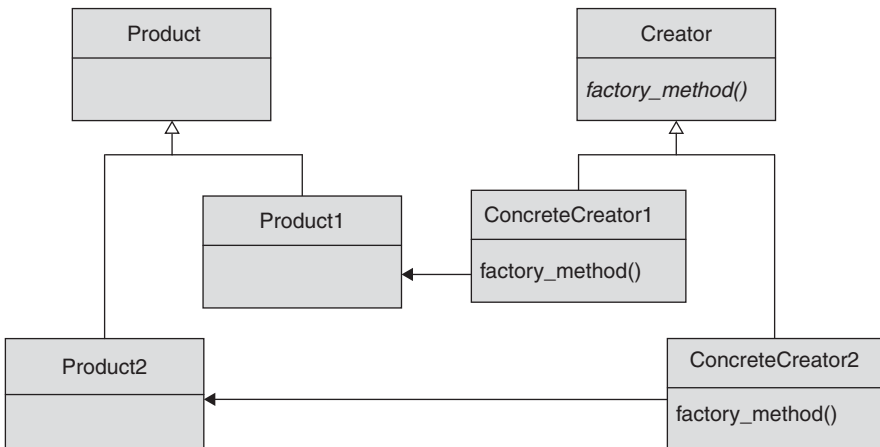 Product
Creator
factory_method()
Product1
ConcreteCreator1
factory_method()
Product2
ConcreteCreator2
factory_method()